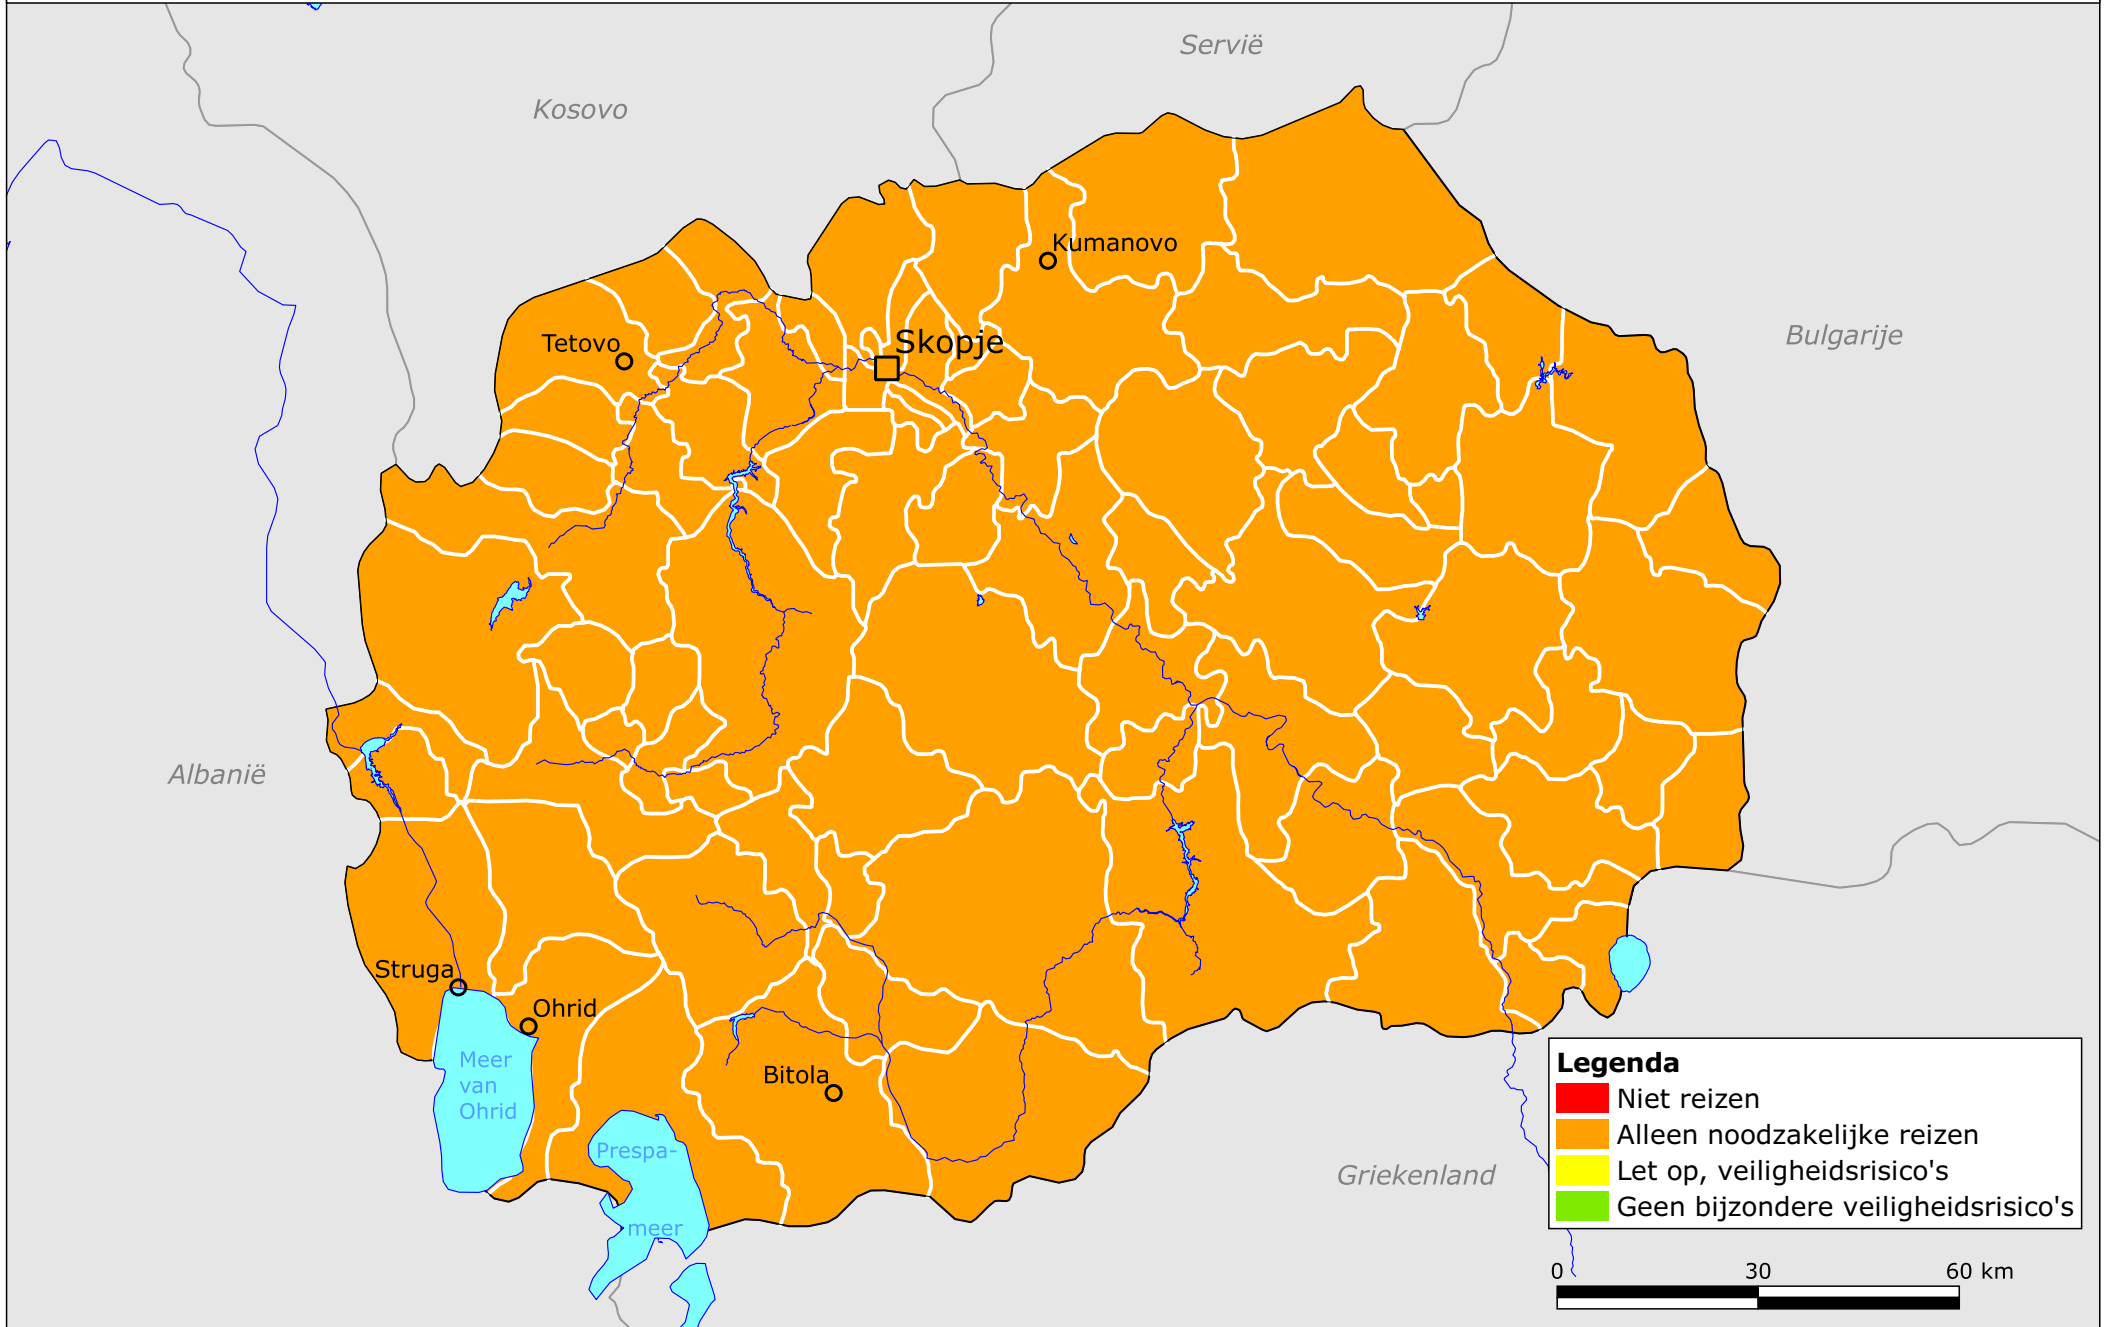 Servië
Kosovo
Kumanovo
Skopje
Bulgarije
Tetovo
Albanië
Struga
Ohrid
Meer
van
Ohrid
Bitola
Prespa-
meer
Griekenland
Legenda
Niet reizen
Alleen noodzakelijke reizen
Let op, veiligheidsrisico's
Geen bijzondere veiligheidsrisico's
0 30 60 km